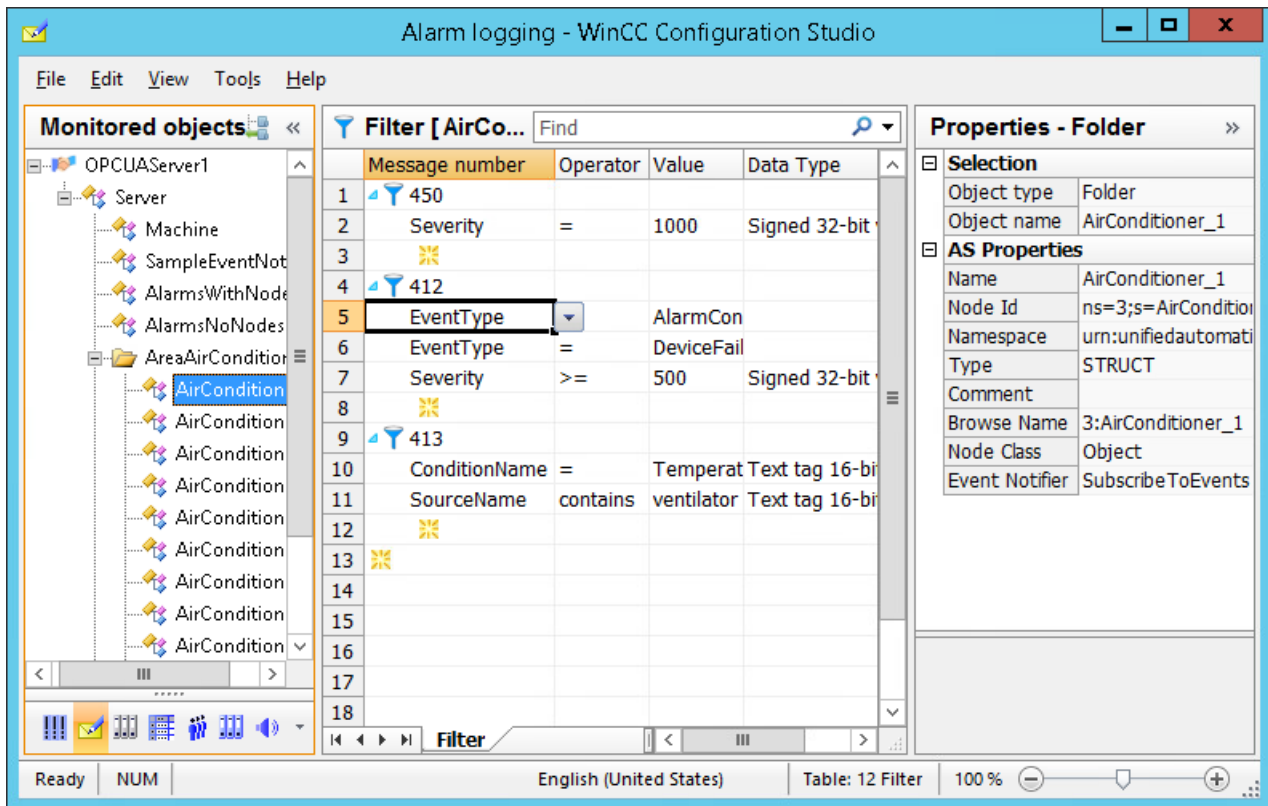 Alarm logging - WinCC Configuration Studio
File Edit View Tools Help
Monitored objects «
OPCUAServer1
Server
Machine
SampleEventNot
AlarmsWithNode
AlarmsNoNodes
AreaAirCondition
AirCondition
AirCondition
AirCondition
AirCondition
AirCondition
AirCondition
AirCondition
AirCondition
AirCondition
Filter [ AirCo... Find
Message number Operator Value Data Type
1 450
2 Severity = 1000 Signed 32-bit
3
4 412
5 EventType AlarmCon
6 EventType = DeviceFail
7 Severity >= 500 Signed 32-bit
8
9 413
10 ConditionName = Temperat Text tag 16-bit
11 SourceName contains ventilator Text tag 16-bit
12
13
14
15
16
17
18
Filter
Properties - Folder »
Selection
Object type Folder
Object name AirConditioner_1
AS Properties
Name AirConditioner_1
Node Id ns=3;s=AirCondition
Namespace urn:unifiedautomati
Type STRUCT
Comment
Browse Name 3:AirConditioner_1
Node Class Object
Event Notifier SubscribeToEvents
Ready NUM English (United States) Table: 12 Filter 100 %